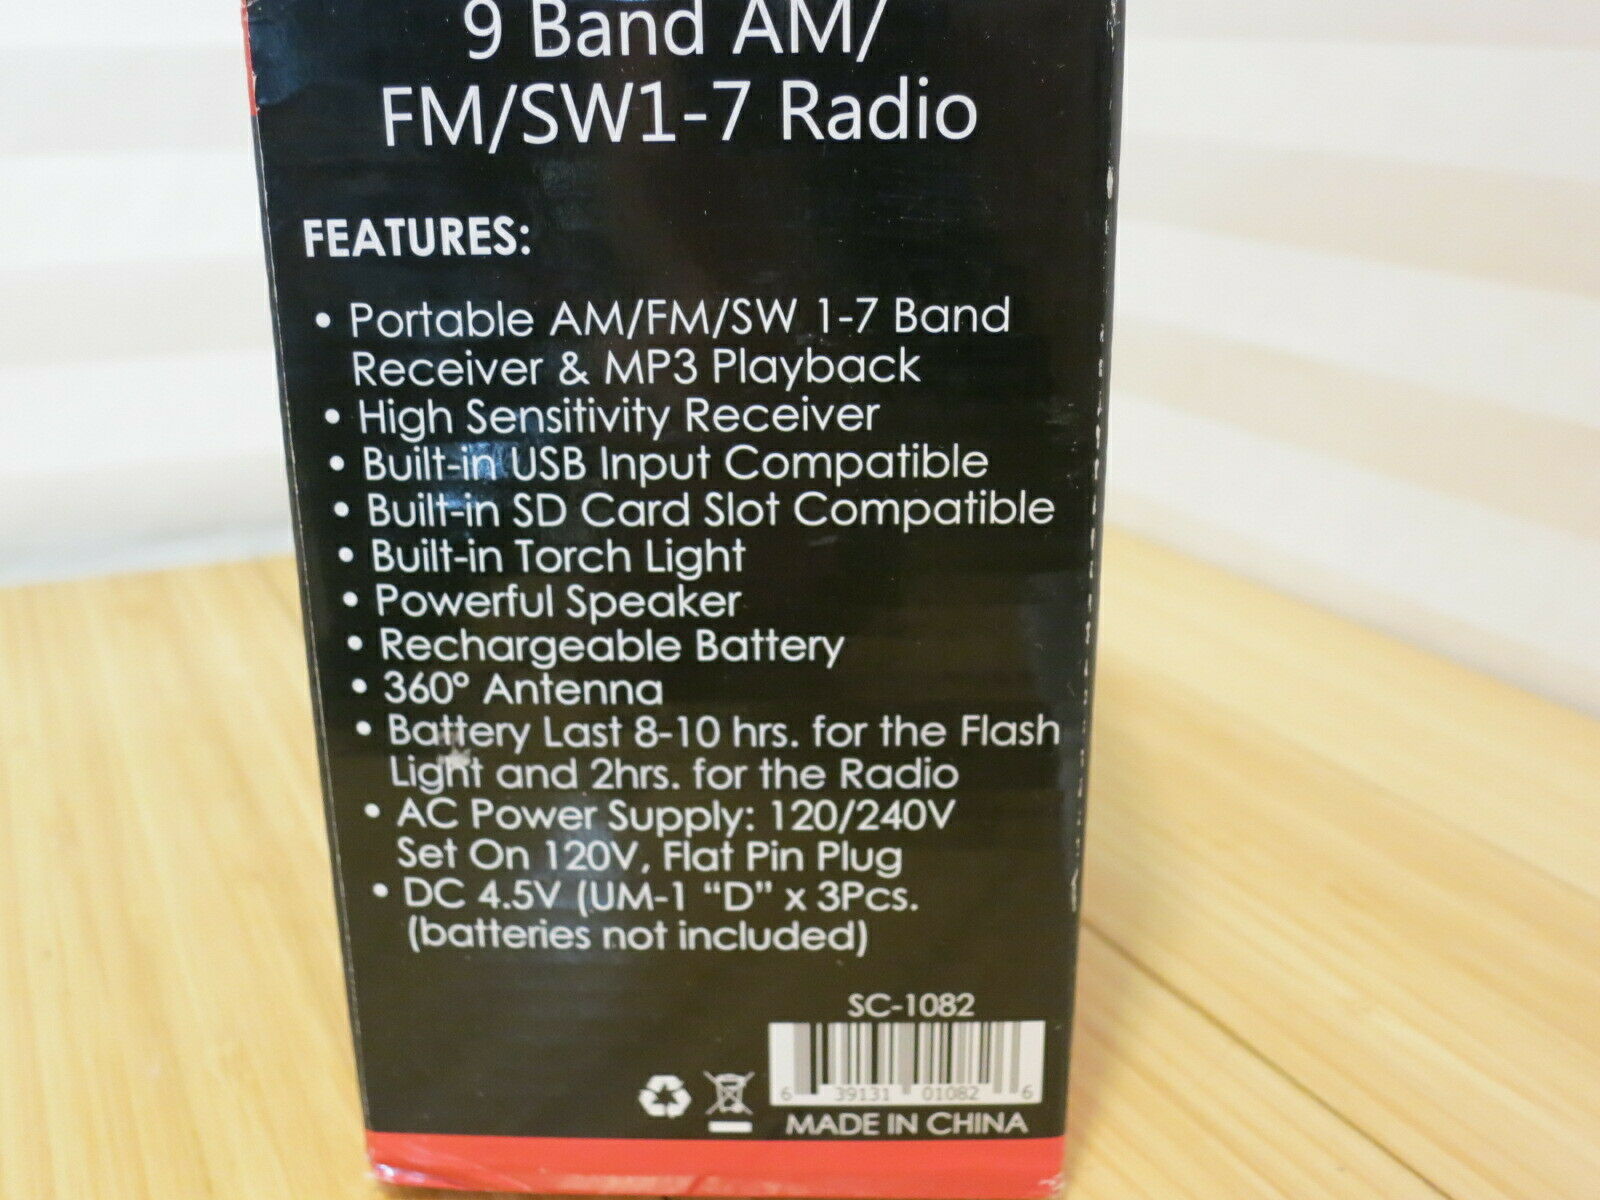 9 Band AM/
FM/SW1-7 Radio
FEATURES:
• Portable AM/FM/SW 1-7 Band
Receiver & MP3 Playback
• High Sensitivity Receiver
• Built-in USB Input Compatible
• Built-in SD Card Slot Compatible
• Built-in Torch Light
• Powerful Speaker
• Rechargeable Battery
• 360° Antenna
• Battery Last 8-10 hrs. for the Flash
Light and 2hrs. for the Radio
• AC Power Supply: 120/240V
Set On 120V, Flat Pin Plug
• DC 4.5V (UM-1 “D” x 3Pcs.
(batteries not included)
SC-1082
6 39131 01082 6
MADE IN CHINA